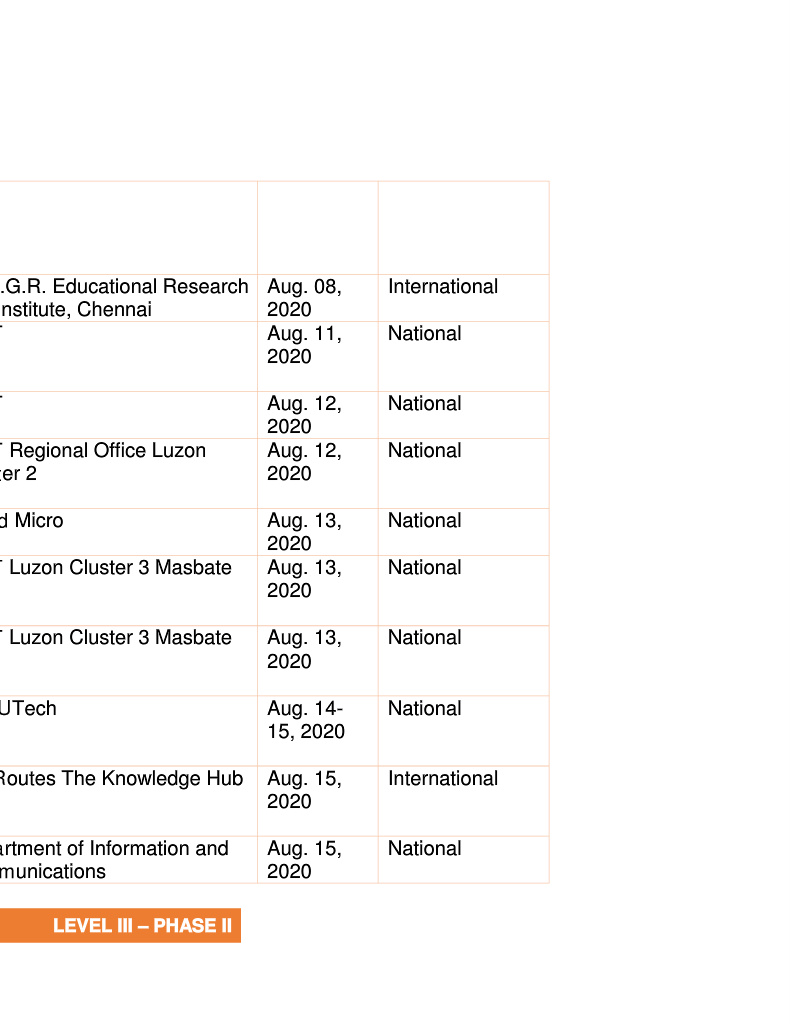 .G.R. Educational Research Aug. 08, International
nstitute, Chennai 2020
Aug. 11, National
2020
Aug. 12, National
2020
Regional Office Luzon Aug. 12, National
er 2 2020
d Micro Aug. 13, National
2020
Luzon Cluster 3 Masbate Aug. 13, National
2020
Luzon Cluster 3 Masbate Aug. 13, National
2020
UTech Aug. 14- National
15, 2020
Routes The Knowledge Hub Aug. 15, International
2020
artment of Information and Aug. 15, National
munications 2020
LEVEL III – PHASE II